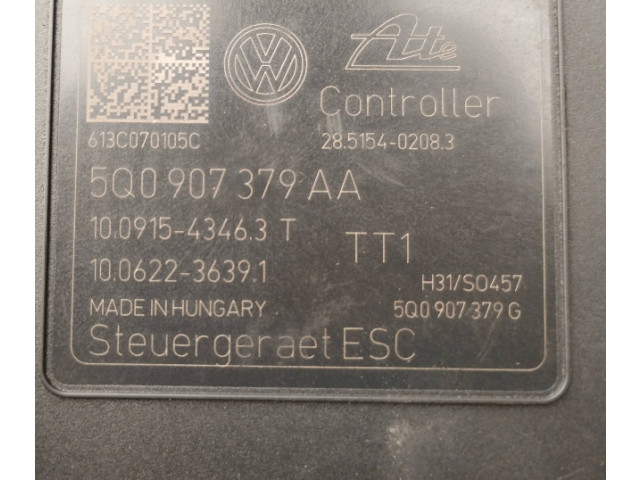 VW Ate
Controller
613C070105C 28.5154-0208.3
5Q0 907 379 AA
10.0915-4346.3 T
TT1
10.0622-3639.1
H31/S0457
MADE IN HUNGARY 5Q0 907 379 G
Steuergeraet ESC